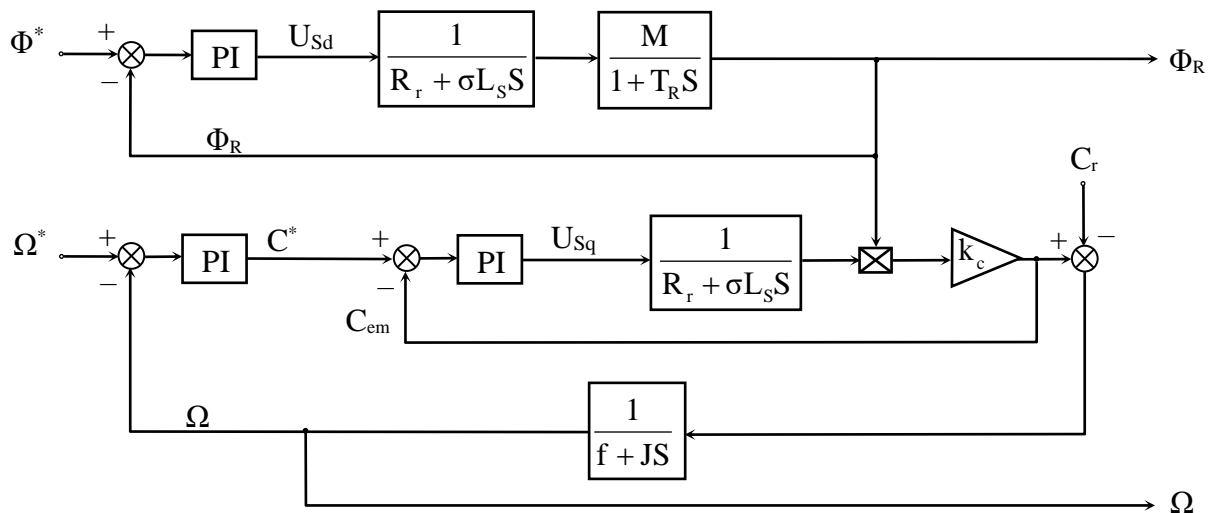 Φ* + − PI U_Sd 1 / (R_r + σL_S S) M / (1 + T_R S) Φ_R
Φ_R
C_r
Ω* + − PI C* + − PI U_Sq 1 / (R_r + σL_S S) k_c + −
C_em
Ω 1 / (f + JS)
Ω